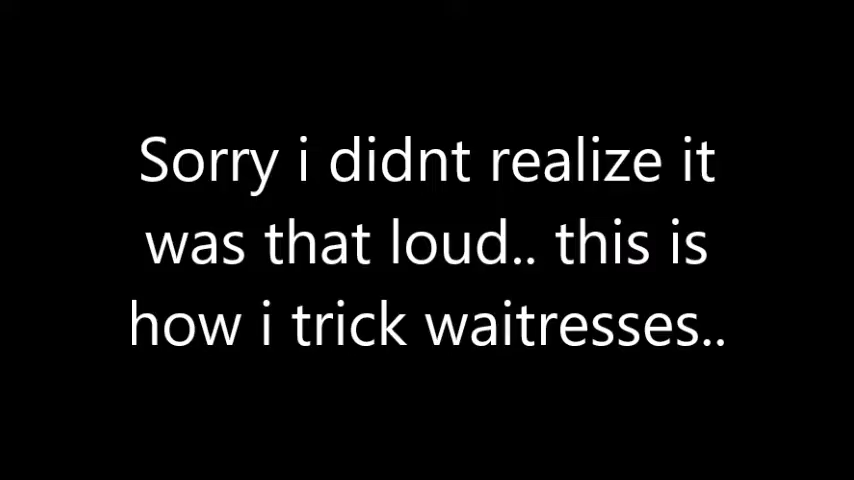 Sorry i didnt realize it
was that loud.. this is
how i trick waitresses..